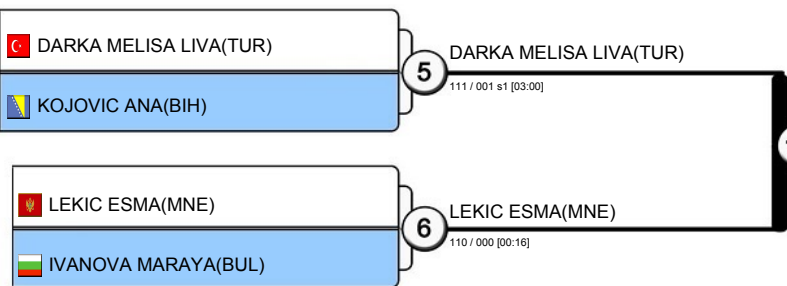 DARKA MELISA LIVA(TUR)
KOJOVIC ANA(BIH)
5
DARKA MELISA LIVA(TUR)
111 / 001 s1 [03:00]
LEKIC ESMA(MNE)
IVANOVA MARAYA(BUL)
6
LEKIC ESMA(MNE)
110 / 000 [00:16]